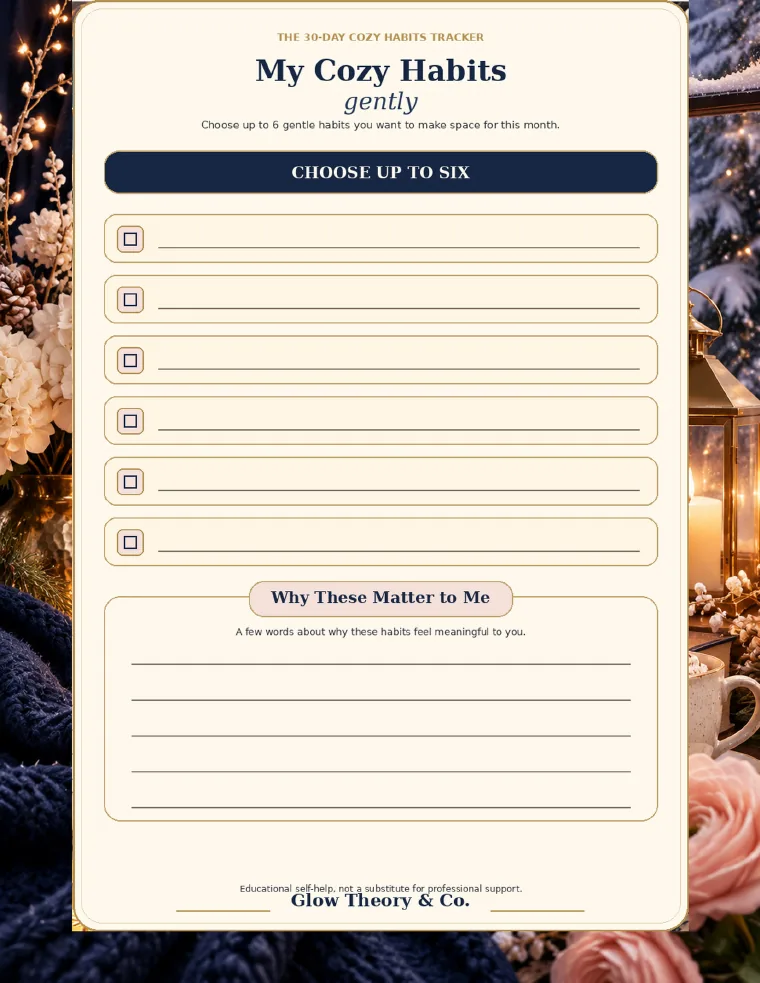 THE 30-DAY COZY HABITS TRACKER
My Cozy Habits
gently
Choose up to 6 gentle habits you want to make space for this month.
CHOOSE UP TO SIX
Why These Matter to Me
A few words about why these habits feel meaningful to you.
Educational self-help, not a substitute for professional support.
Glow Theory & Co.